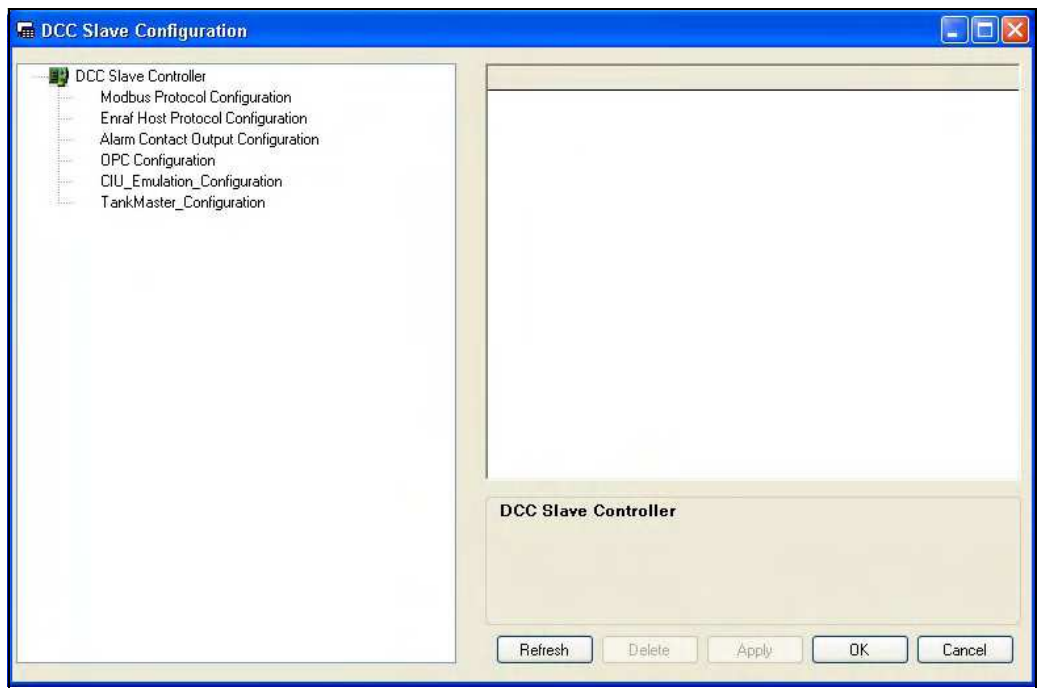 DCC Slave Configuration
DCC Slave Controller
Modbus Protocol Configuration
Enraf Host Protocol Configuration
Alarm Contact Output Configuration
OPC Configuration
CIU_Emulation_Configuration
TankMaster_Configuration
DCC Slave Controller
Refresh Delete Apply OK Cancel